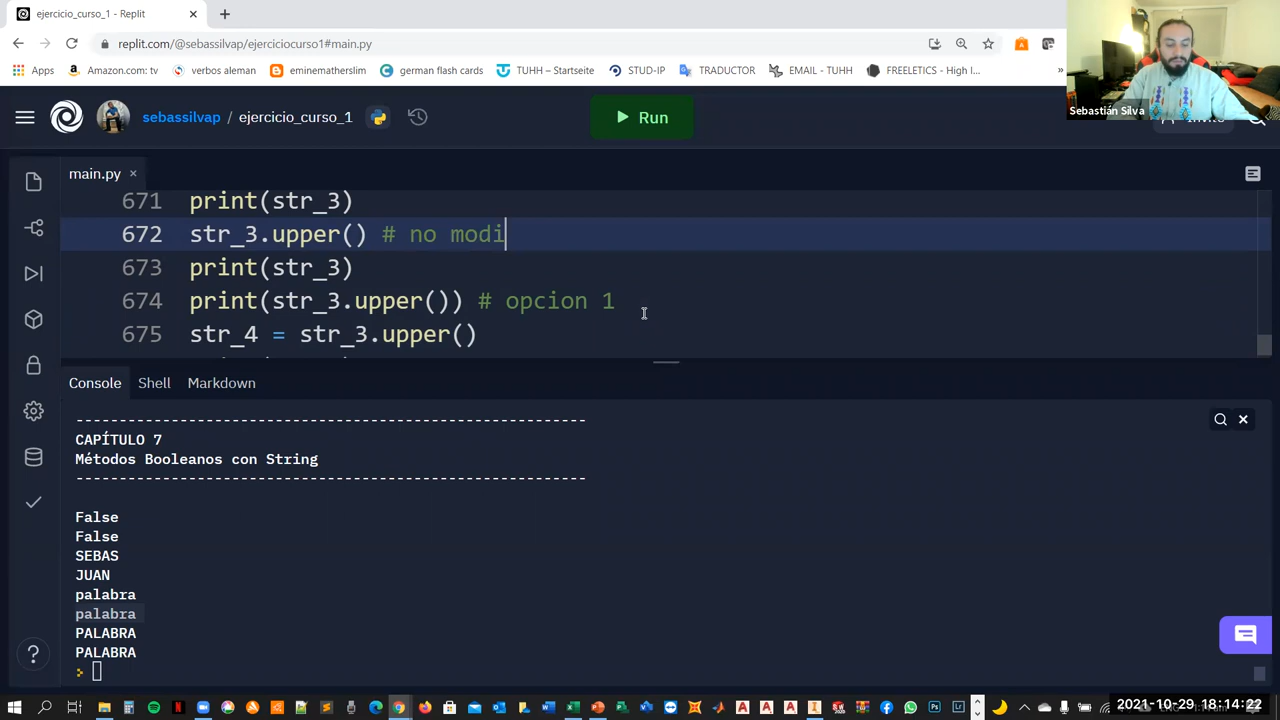 ejercicio_curso_1 - Replit
replit.com/@sebassilvap/ejerciciocurso1#main.py
Apps
Amazon.com: tv
verbos aleman
eminematherslim
german flash cards
TUHH – Startseite
STUD-IP
TRADUCTOR
EMAIL - TUHH
FREELETICS - High I...
»
Sebastián Silva
sebassilvap / ejercicio_curso_1
Run
main.py
671 print(str_3)
672 str_3.upper() # no modi
673 print(str_3)
674 print(str_3.upper()) # opcion 1
675 str_4 = str_3.upper()
Console
Shell
Markdown
-----------------------------------------------------------
CAPÍTULO 7
Métodos Booleanos con String
-----------------------------------------------------------
False
False
SEBAS
JUAN
palabra
palabra
PALABRA
PALABRA
>
2021-10-29 18:14:22